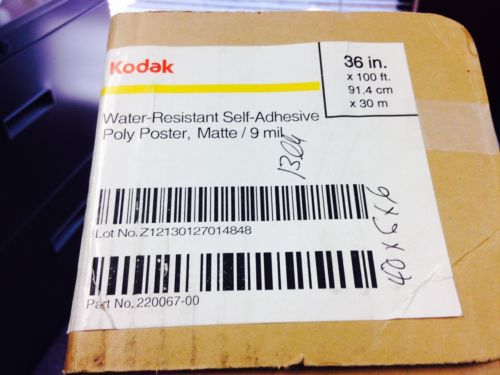 Kodak
36 in.
x 100 ft.
91.4 cm
x 30 m
Water-Resistant Self-Adhesive
Poly Poster, Matte / 9 mil
Lot No. Z12130127014848
Part No. 220067-00
40 x 6 x 6